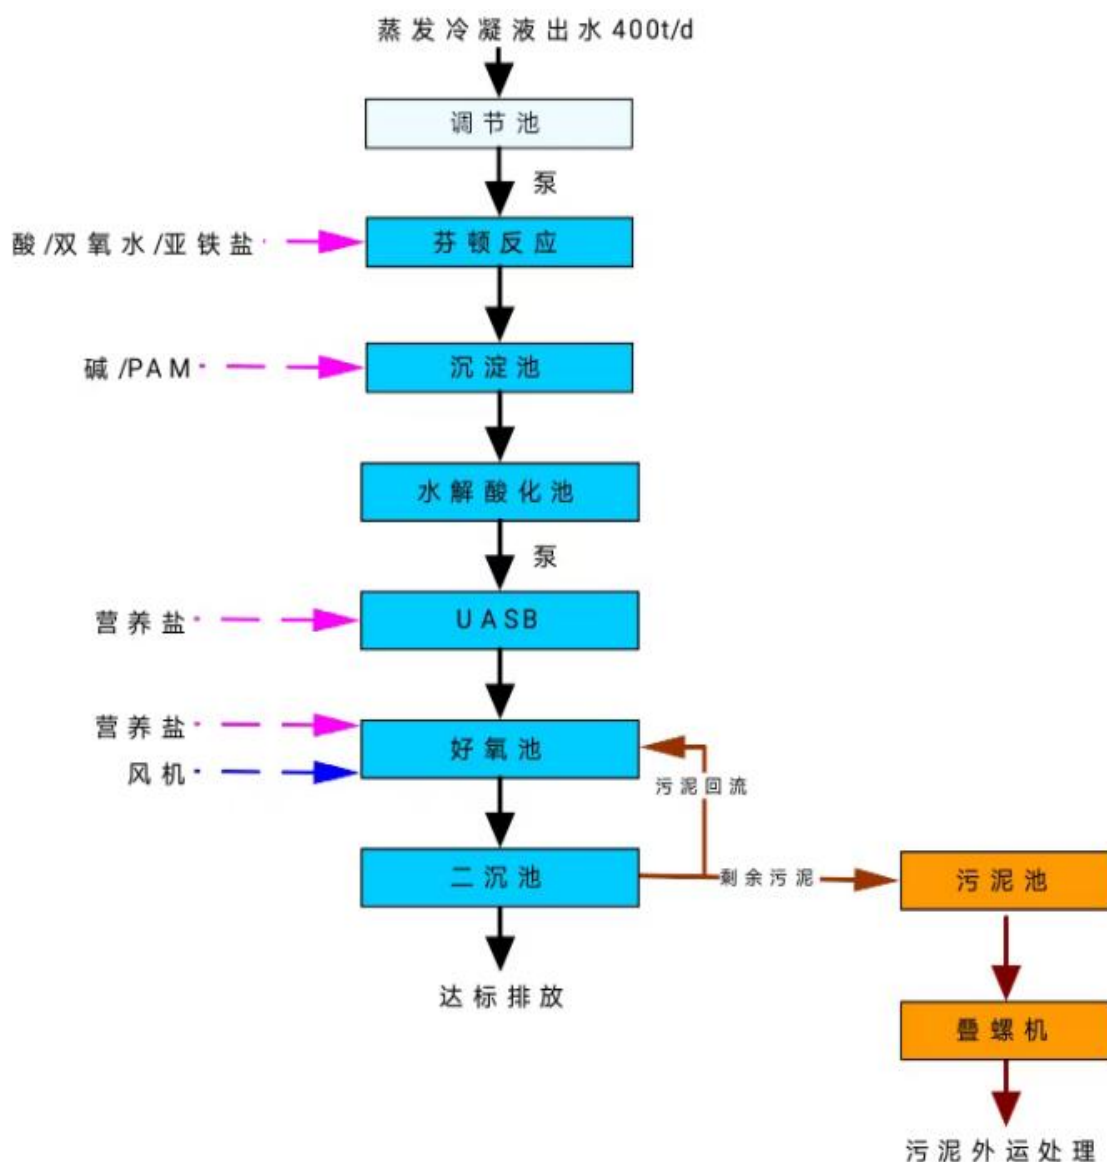 蒸发冷凝液出水400t/d
调节池
泵
酸/双氧水/亚铁盐
芬顿反应
碱/PAM
沉淀池
水解酸化池
泵
营养盐
UASB
营养盐
好氧池
风机
污泥回流
二沉池
剩余污泥
污泥池
达标排放
叠螺机
污泥外运处理